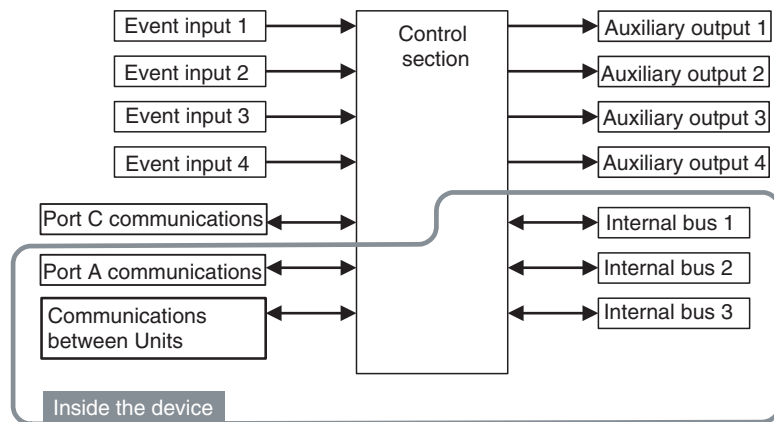 Event input 1
Event input 2
Event input 3
Event input 4
Port C communications
Port A communications
Communications
between Units
Control
section
Auxiliary output 1
Auxiliary output 2
Auxiliary output 3
Auxiliary output 4
Internal bus 1
Internal bus 2
Internal bus 3
Inside the device